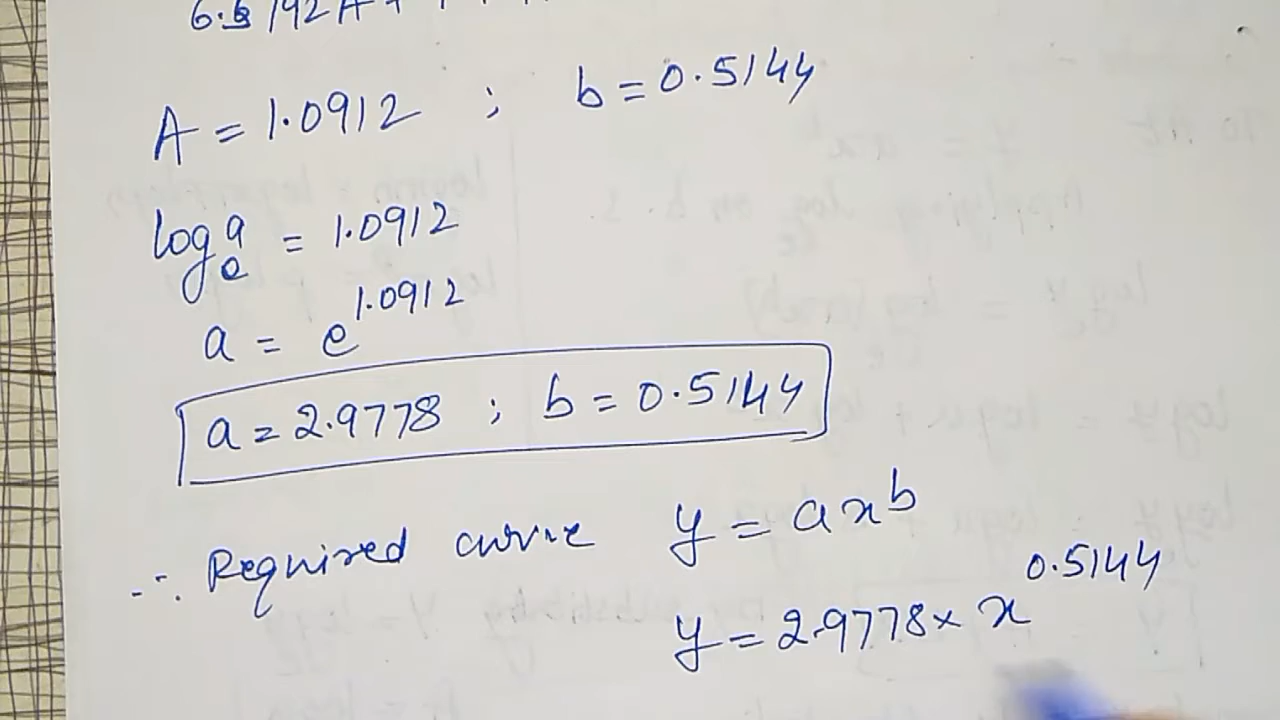 A = 1.0912 ; b = 0.5144
logₑ a = 1.0912
a = e^1.0912
a = 2.9778 ; b = 0.5144
∴ Required curve y = ax^b
y = 2.9778 × x^0.5144